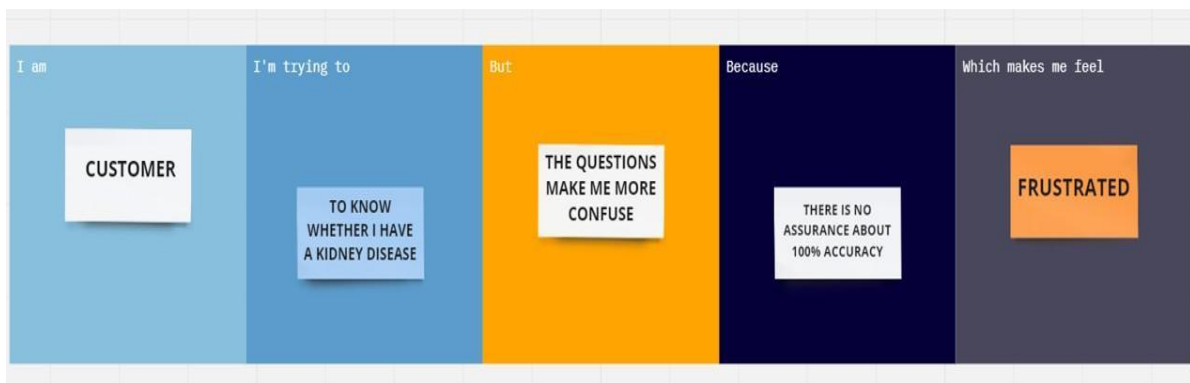 I am
I'm trying to
But
Because
Which makes me feel
CUSTOMER
TO KNOW
WHETHER I HAVE
A KIDNEY DISEASE
THE QUESTIONS
MAKE ME MORE
CONFUSE
THERE IS NO
ASSURANCE ABOUT
100% ACCURACY
FRUSTRATED